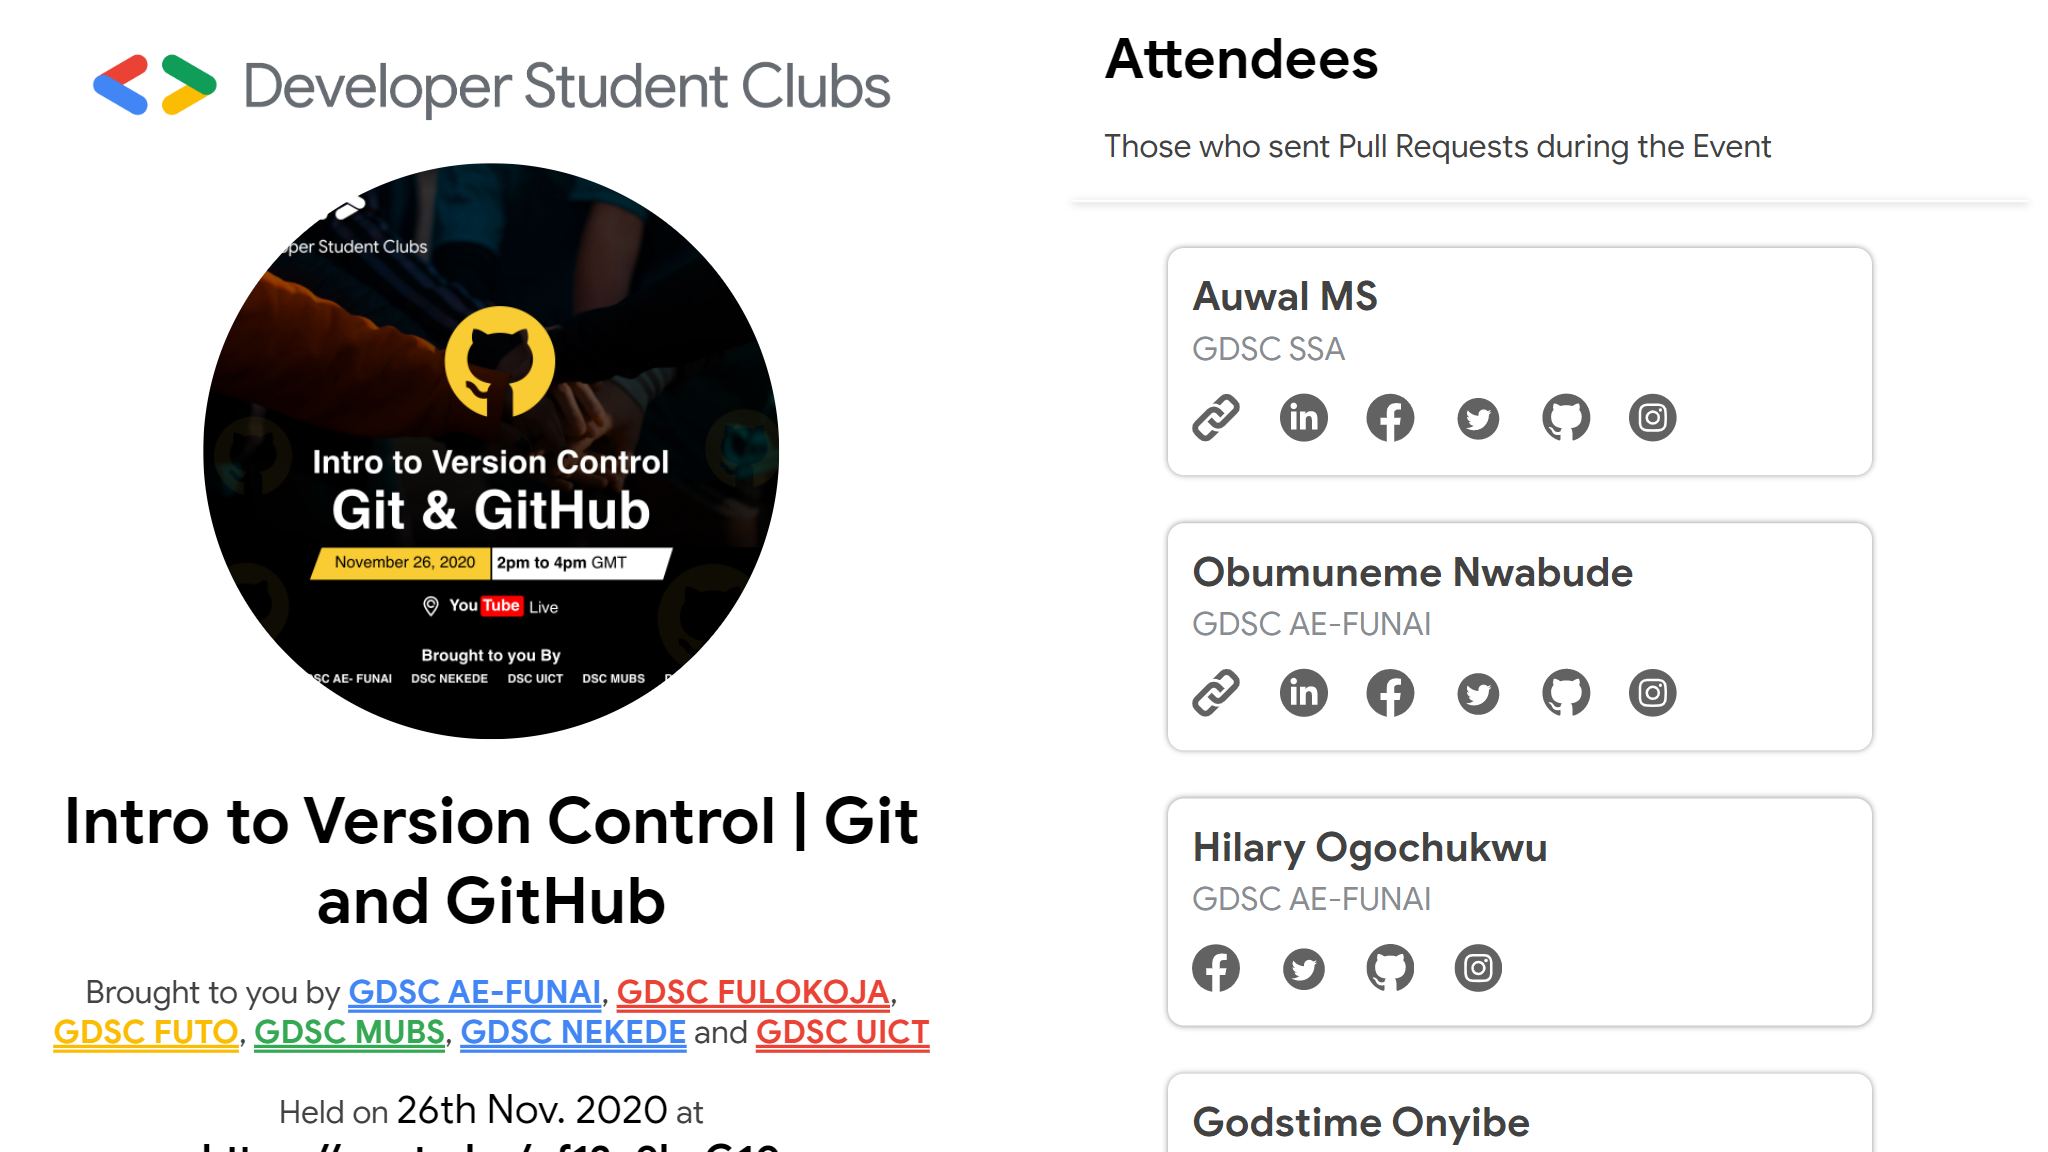 Developer Student Clubs
Student Clubs
Intro to Version Control
Git & GitHub
November 26, 2020 2pm to 4pm GMT
YouTube Live
Brought to you By
AE- FUNAI DSC NEKEDE DSC UICT DSC MUBS
Intro to Version Control | Git
and GitHub
Brought to you by GDSC AE-FUNAI, GDSC FULOKOJA,
GDSC FUTO, GDSC MUBS, GDSC NEKEDE and GDSC UICT
Held on 26th Nov. 2020 at
Attendees
Those who sent Pull Requests during the Event
Auwal MS
GDSC SSA
Obumuneme Nwabude
GDSC AE-FUNAI
Hilary Ogochukwu
GDSC AE-FUNAI
Godstime Onyibe